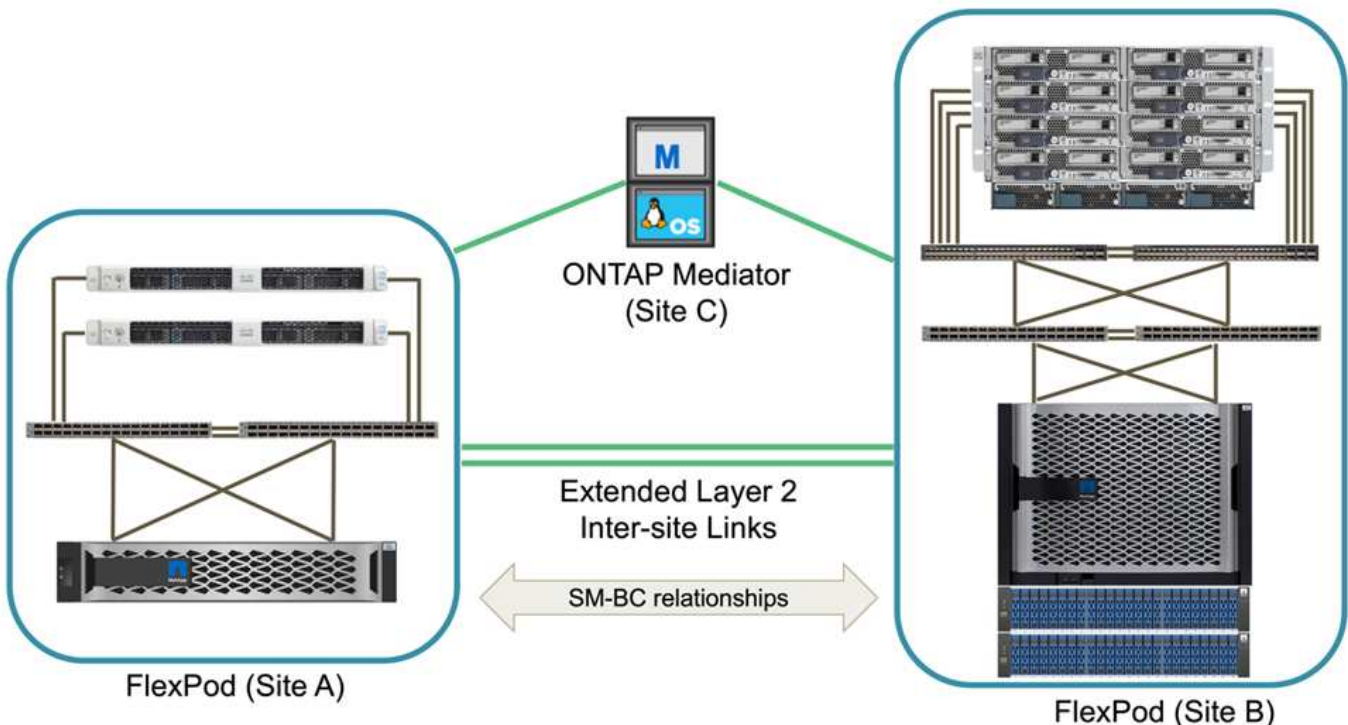 M
OS
ONTAP Mediator
(Site C)
Extended Layer 2
Inter-site Links
SM-BC relationships
FlexPod (Site A)
FlexPod (Site B)